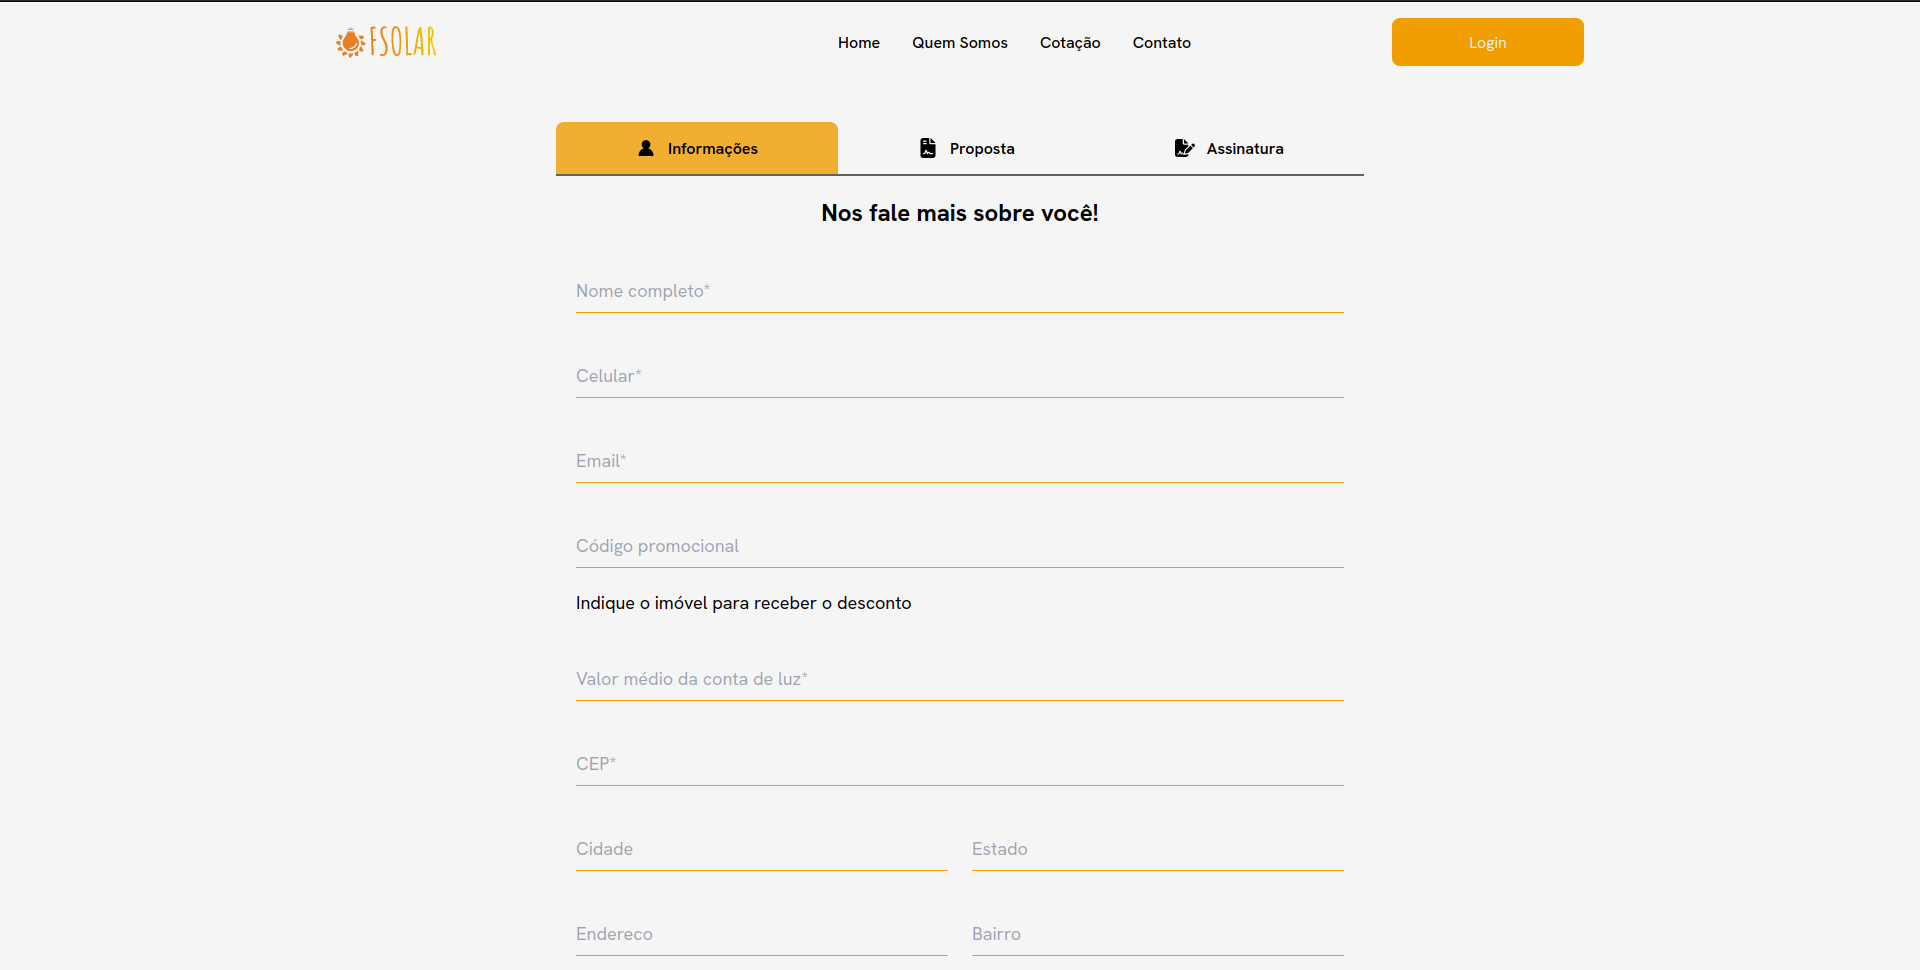 FSOLAR
Home Quem Somos Cotação Contato
Login
Informações Proposta Assinatura
Nos fale mais sobre você!
Nome completo*
Celular*
Email*
Código promocional
Indique o imóvel para receber o desconto
Valor médio da conta de luz*
CEP*
Cidade Estado
Endereco Bairro